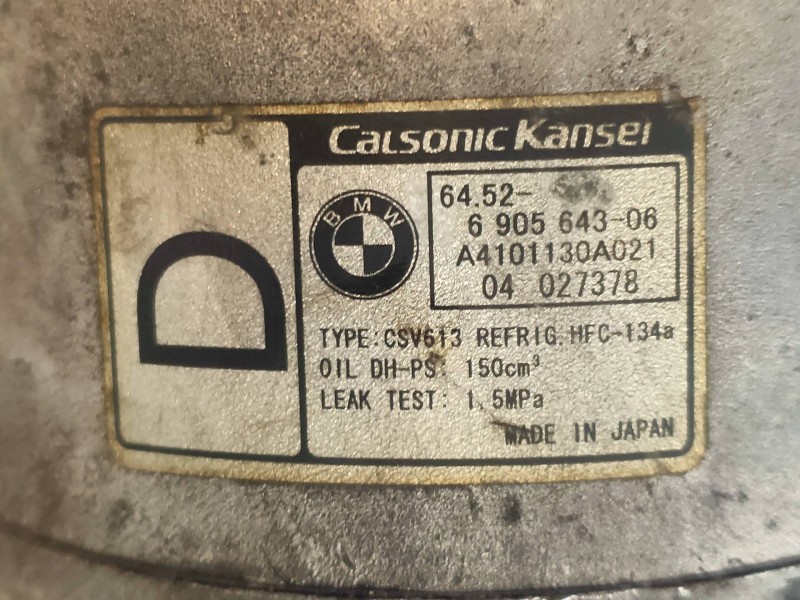 Calsonic Kansei
D
BMW
64.52-
6 905 643-06
A4101130A021
04 027378
TYPE:CSV613 REFRIG.HFC-134a
OIL DH-PS: 150cm³
LEAK TEST: 1.5MPa
MADE IN JAPAN